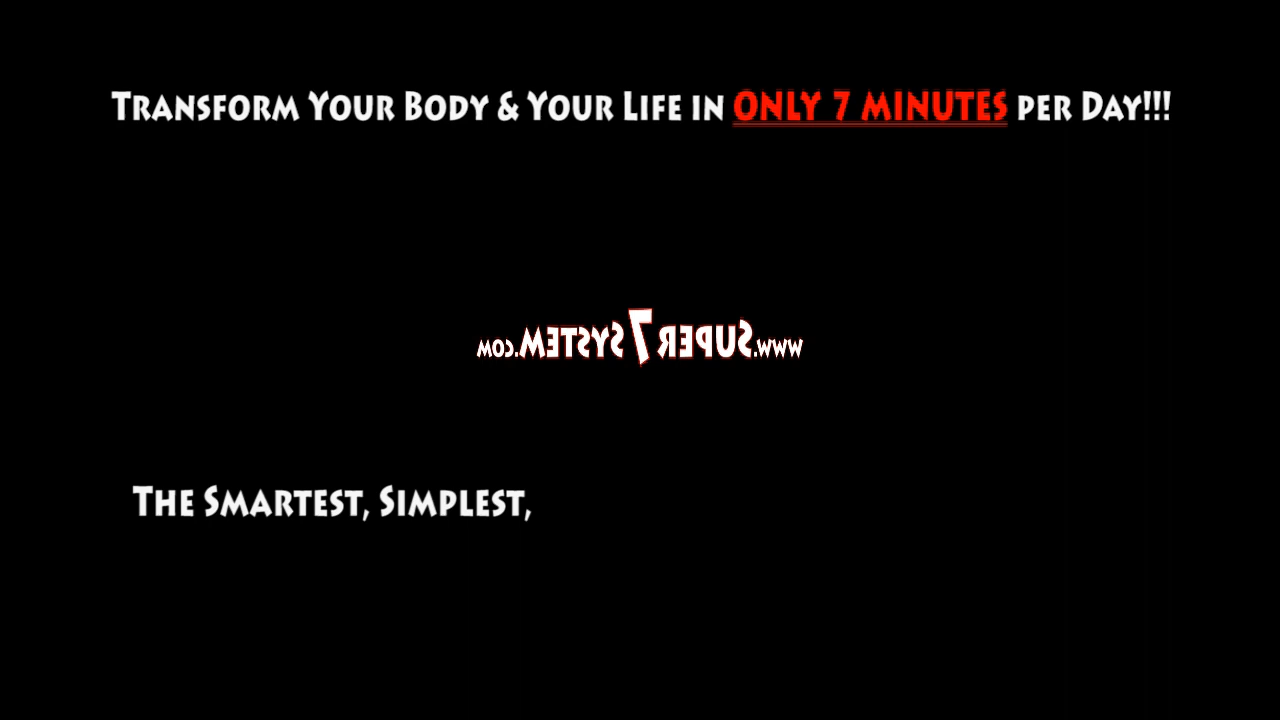 Transform Your Body & Your Life in ONLY 7 MINUTES per Day!!!
www.Super7system.com
The Smartest, Simplest,